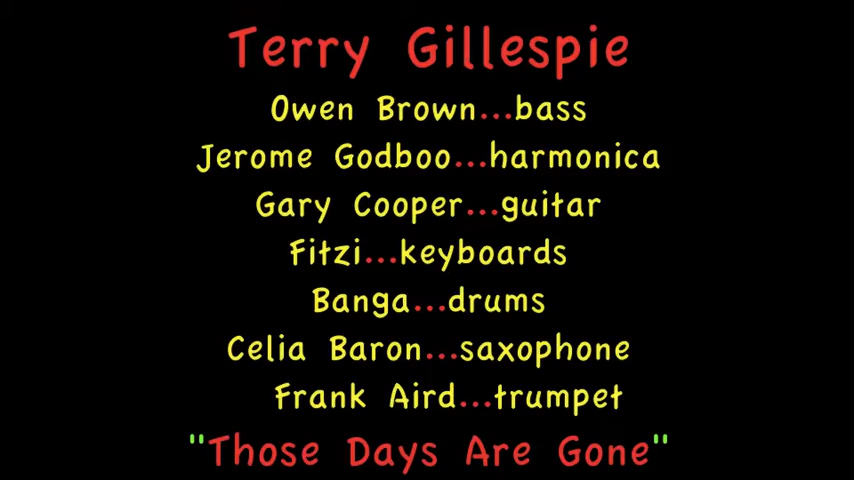 Terry Gillespie
Owen Brown...bass
Jerome Godboo...harmonica
Gary Cooper...guitar
Fitzi...keyboards
Banga...drums
Celia Baron...saxophone
Frank Aird...trumpet
"Those Days Are Gone"